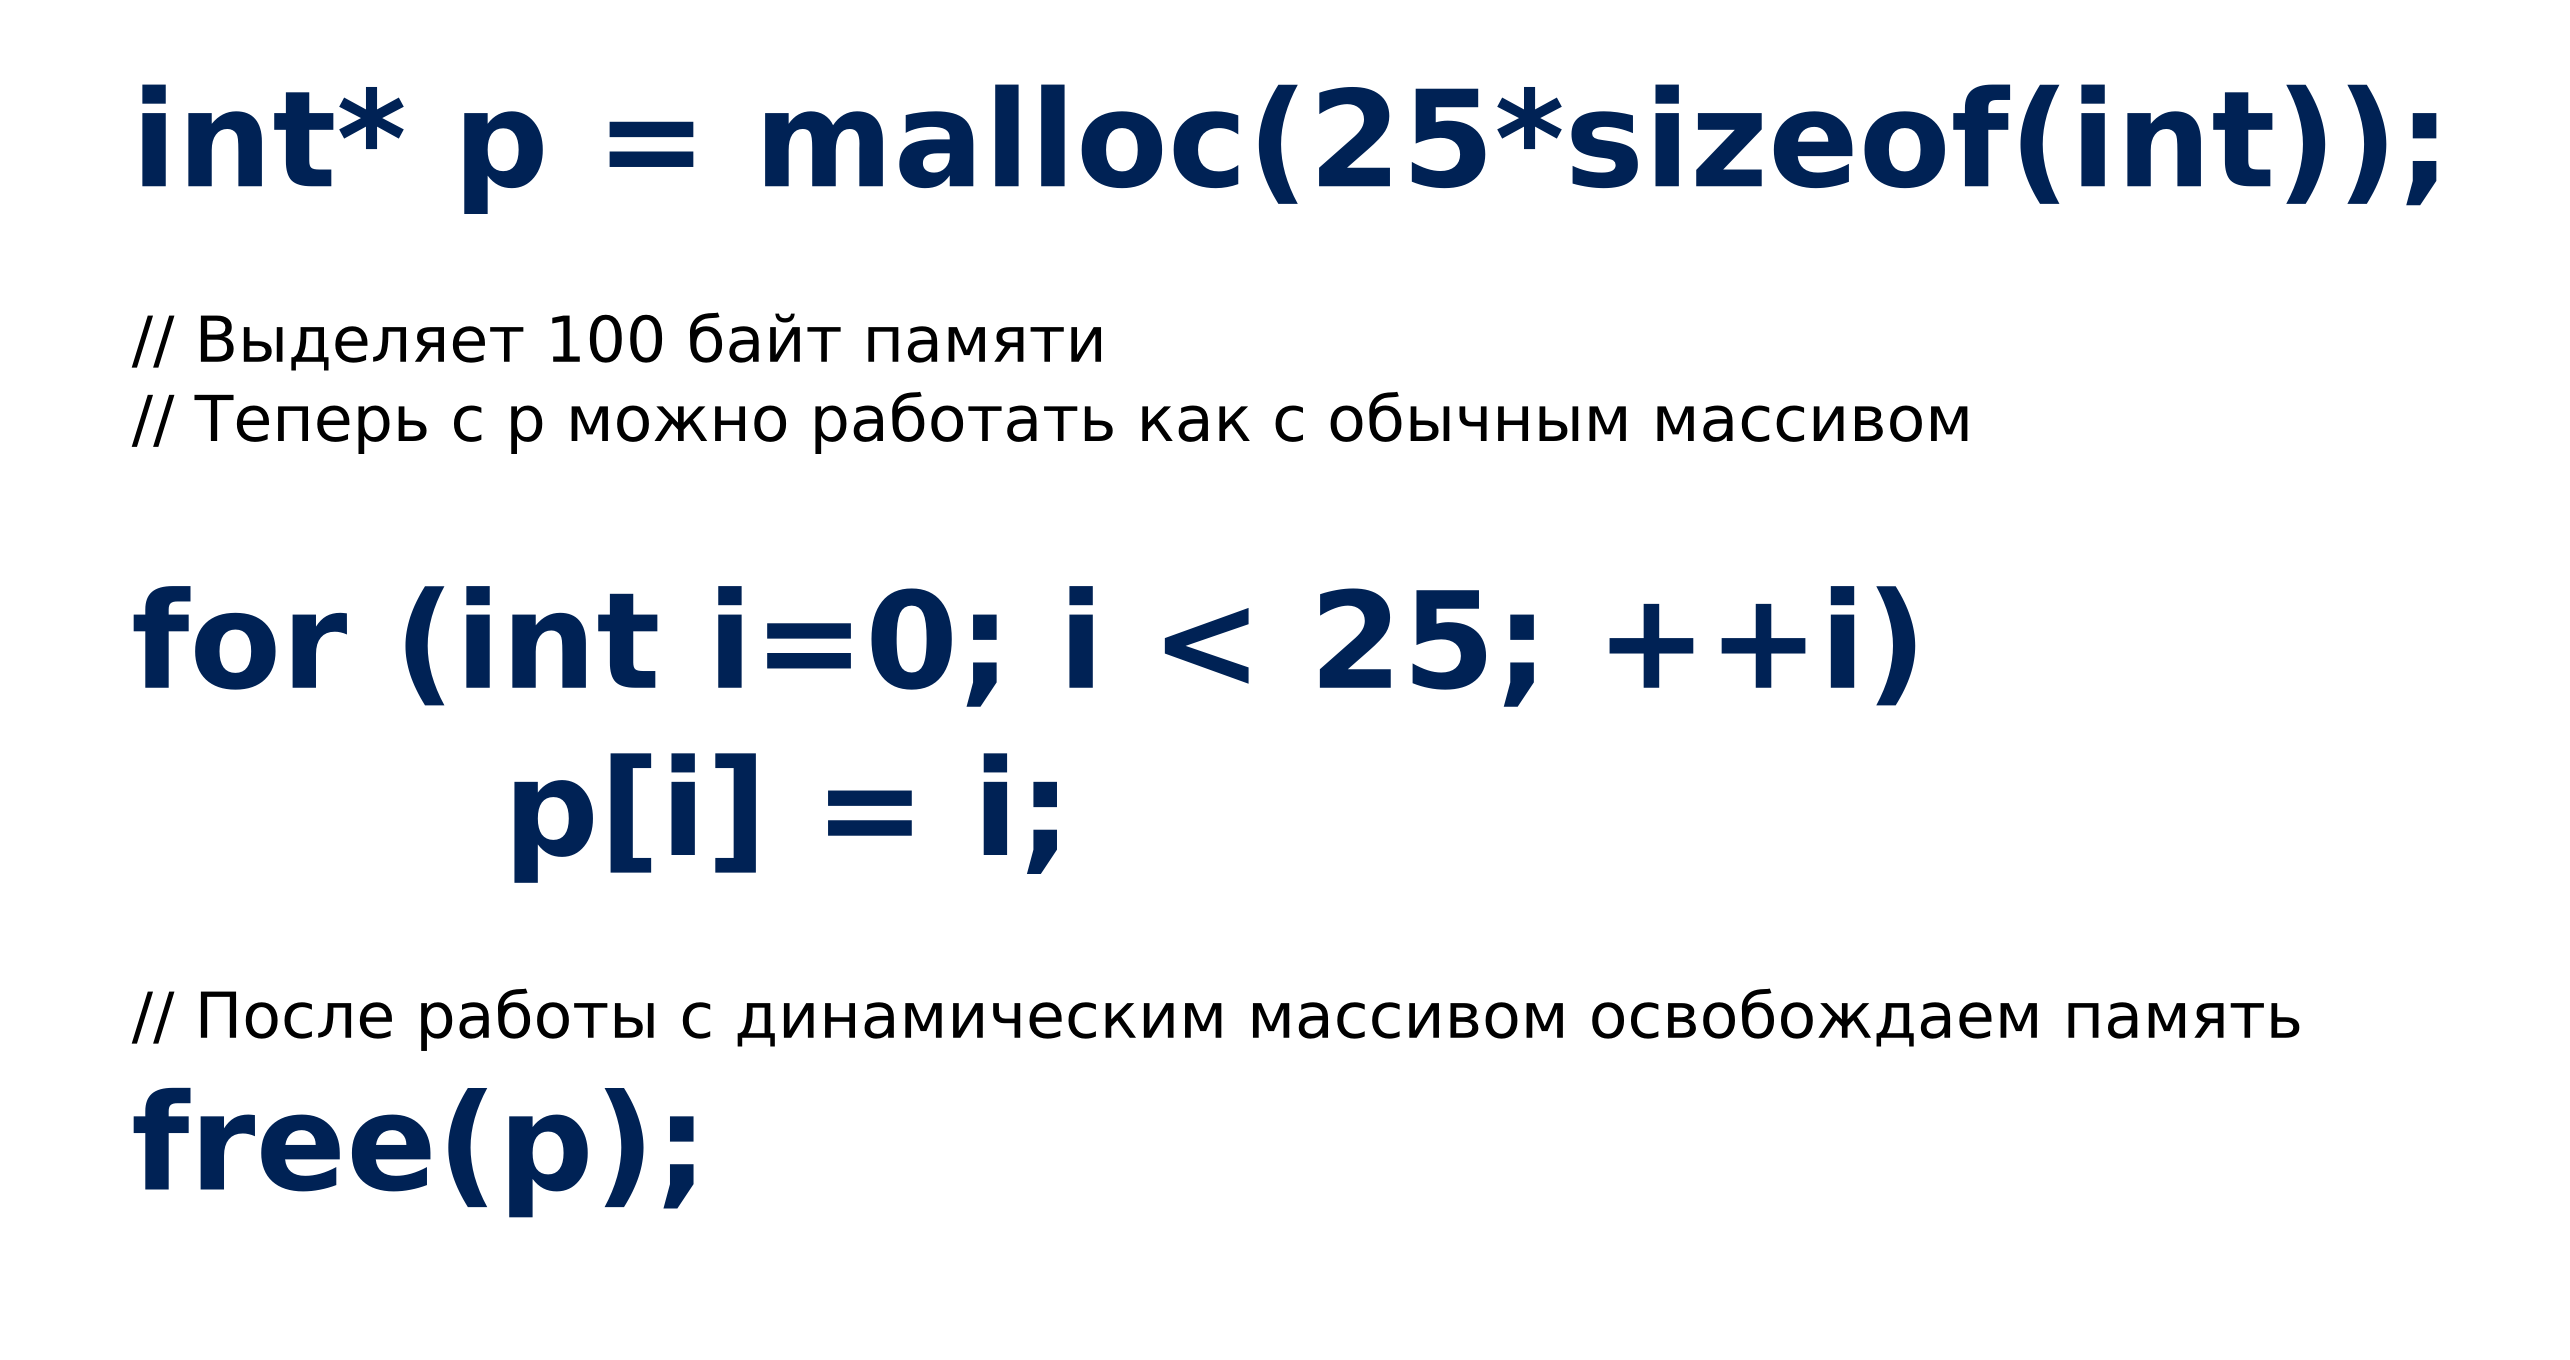 int* p = malloc(25*sizeof(int));
// Выделяет 100 байт памяти
// Теперь с p можно работать как с обычным массивом
for (int i=0; i < 25; ++i)
p[i] = i;
// После работы с динамическим массивом освобождаем память
free(p);